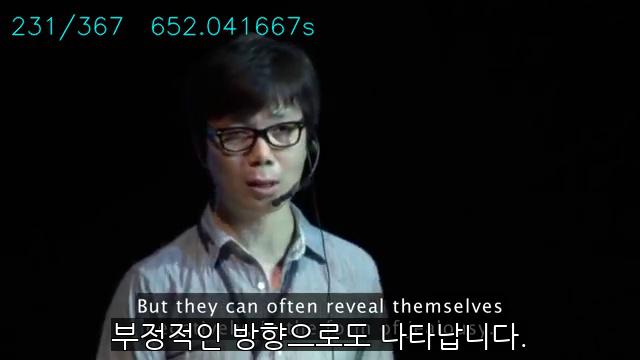 231/367 652.041667s
But they can often reveal themselves
부정적인 방향으로도 나타납니다.